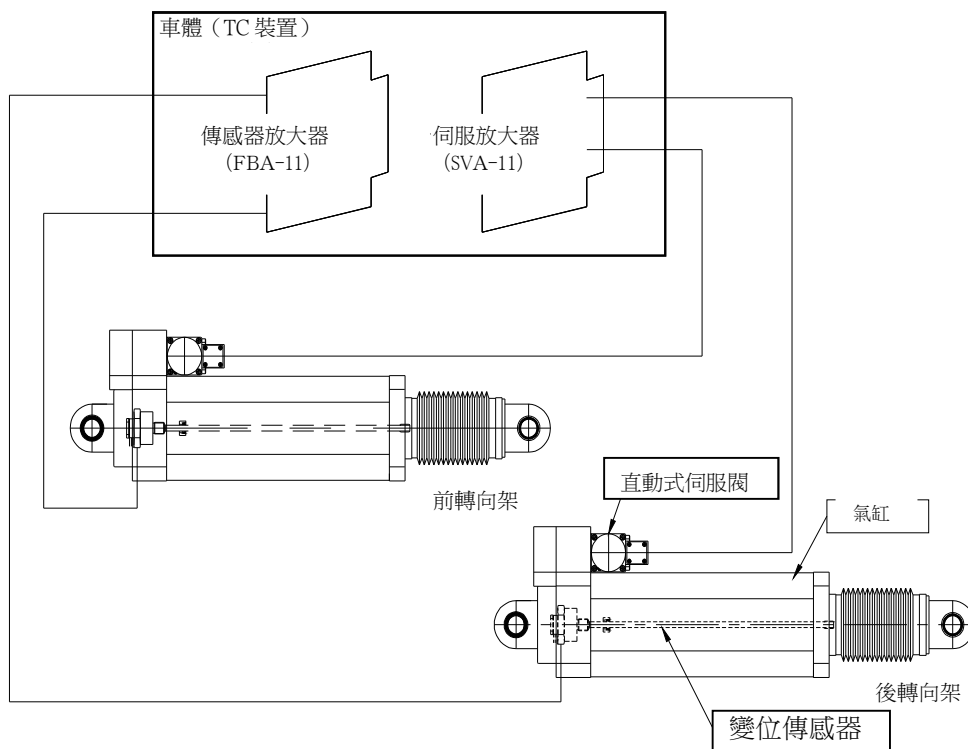 車體（TC 裝置）
傳感器放大器
(FBA-11)
伺服放大器
(SVA-11)
前轉向架
直動式伺服閥
氣缸
後轉向架
變位傳感器